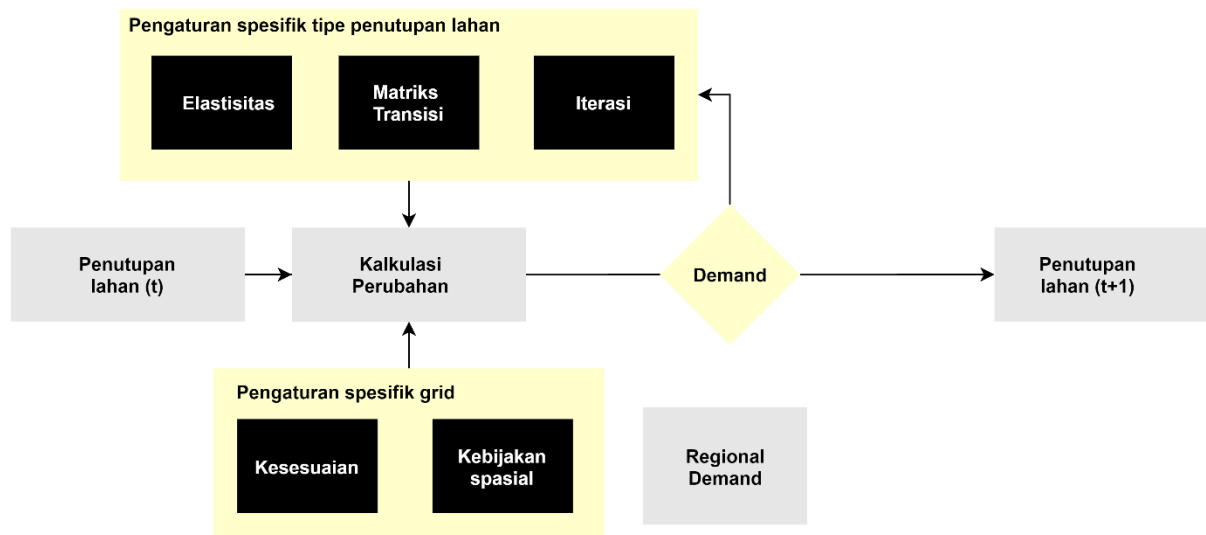 Pengaturan spesifik tipe penutupan lahan
Elastisitas
Matriks
Transisi
Iterasi
Penutupan
lahan (t)
Kalkulasi
Perubahan
Demand
Penutupan
lahan (t+1)
Pengaturan spesifik grid
Kesesuaian
Kebijakan
spasial
Regional
Demand